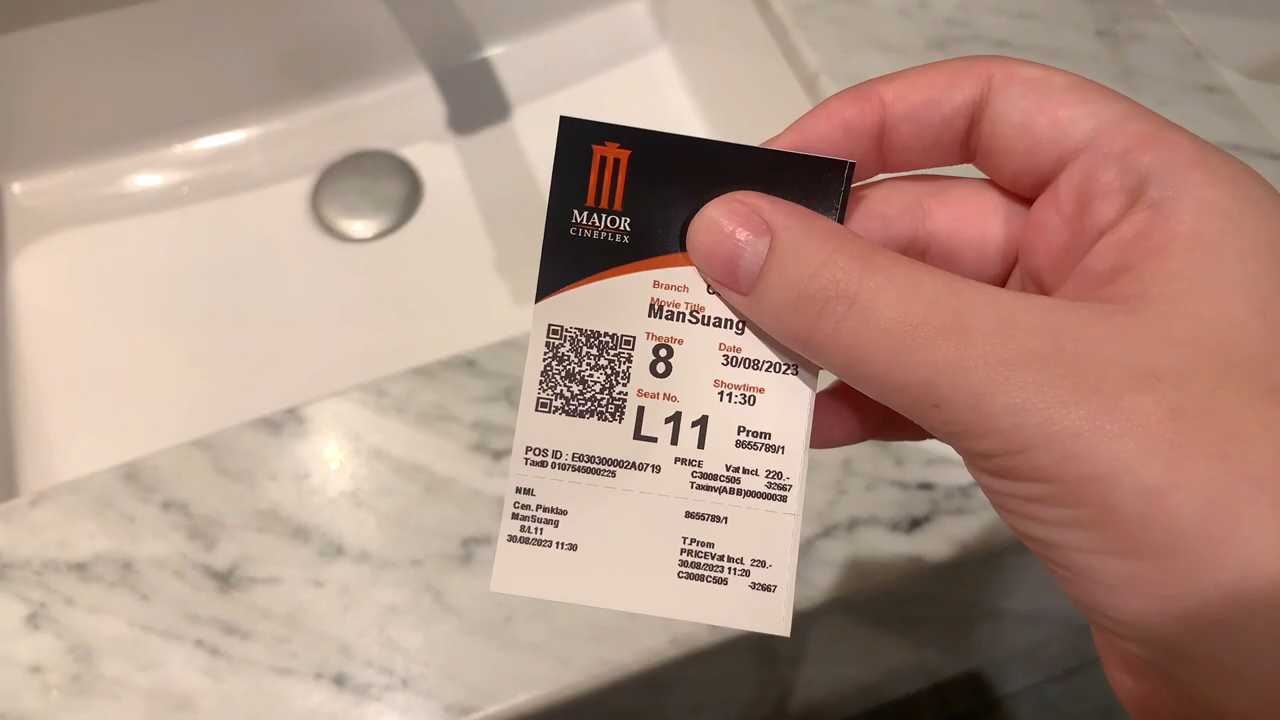 MAJOR
CINEPLEX
Branch
Movie Title
ManSuang
Theatre
8
Date
30/08/2023
Showtime
11:30
Seat No.
L11
Prom
8655789/1
POS ID : E030300002A0719
TaxID 0107545000225
PRICE Vat Incl. 220.-
C3008C505 -32667
Taxinv(ABB)00000038
NML
Cen. Pinklao
ManSuang
8/L11
30/08/2023 11:30
8655789/1
T.Prom
PRICEVat Incl. 220.-
30/08/2023 11:20
C3008C505 -32667